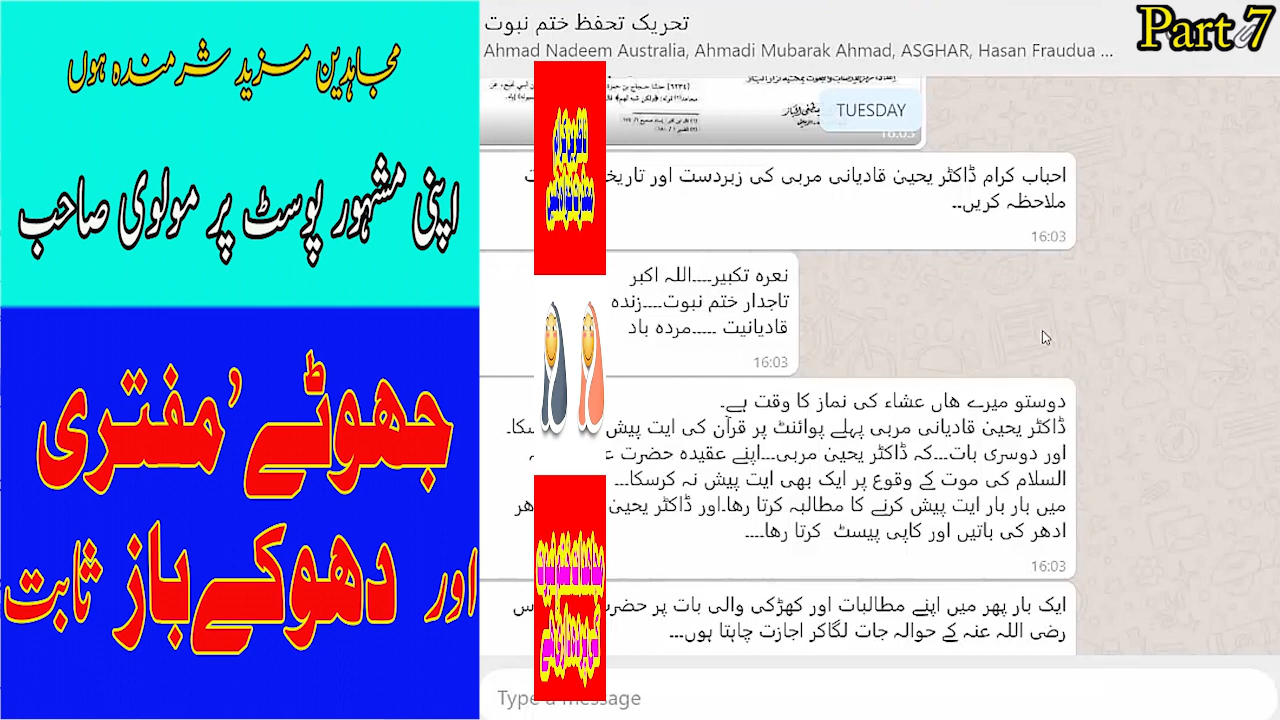 مجاہدین مزید شرمندہ ہوں
اپنی مشہور پوسٹ پر مولوی صاحب
جھوٹے ُمفتری
اور دھوکے باز ثابت
تحریک تحفظ ختم نبوت
Ahmad Nadeem Australia, Ahmadi Mubarak Ahmad, ASGHAR, Hasan Fraudua ...
Part 7
TUESDAY
16:03
احباب کرام ڈاکٹر یحییٰ قادیانی مربی کی زبردست اور
ملاحظہ کریں۔۔
16:03
نعرہ تکبیر۔۔۔۔اللہ اکبر
تاجدار ختم نبوت۔۔۔۔زندہ
قادیانیت ۔۔۔۔۔مردہ باد
16:03
دوستو میرے ھاں عشاء کی نماز کا وقت ہے۔
ڈاکٹر یحییٰ قادیانی مربی پہلے پوائنٹ پر قرآن کی ایت پیش سکا۔
اور دوسری بات۔۔۔کہ ڈاکٹر یحییٰ مربی۔۔۔اپنے عقیدہ حضرت
السلام کی موت کے وقوع پر ایک بھی ایت پیش نہ کرسکا۔۔۔
میں بار بار ایت پیش کرنے کا مطالبہ کرتا رھا۔اور ڈاکٹر یحییٰ
ادھر کی باتیں اور کاپی پیسٹ کرتا رھا۔۔۔۔
16:03
ایک بار پھر میں اپنے مطالبات اور کھڑکی والی بات پر
رضی اللہ عنہ کے حوالہ جات لگاکر اجازت چاہتا ہوں۔۔۔
Type a message